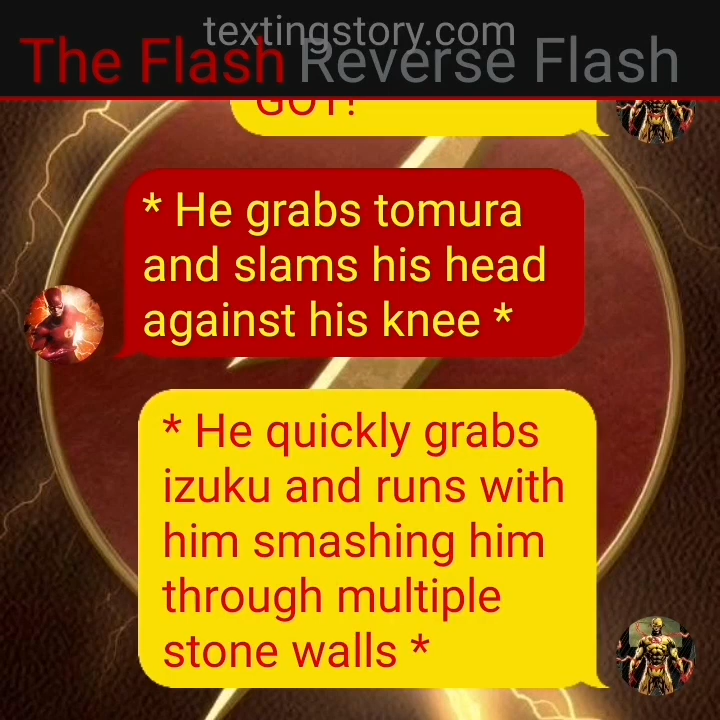 textingstory.com
The Flash Reverse Flash
GOT!
* He grabs tomura
and slams his head
against his knee *
* He quickly grabs
izuku and runs with
him smashing him
through multiple
stone walls *